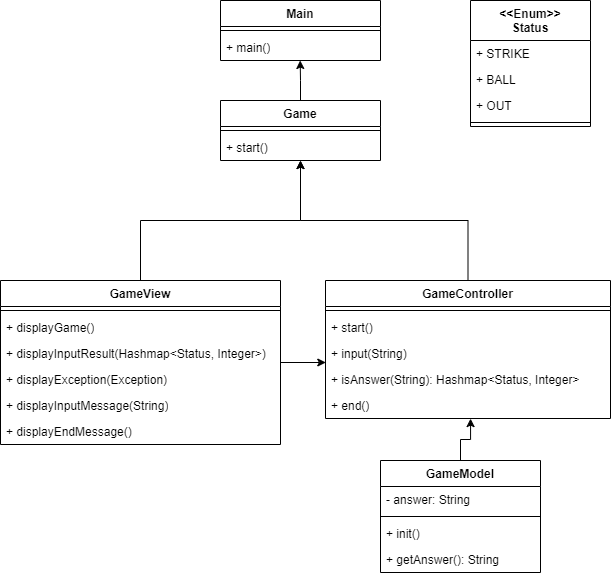 Main
+ main()
<<Enum>>
Status
+ STRIKE
+ BALL
+ OUT
Game
+ start()
GameView
+ displayGame()
+ displayInputResult(Hashmap<Status, Integer>)
+ displayException(Exception)
+ displayInputMessage(String)
+ displayEndMessage()
GameController
+ start()
+ input(String)
+ isAnswer(String): Hashmap<Status, Integer>
+ end()
GameModel
- answer: String
+ init()
+ getAnswer(): String